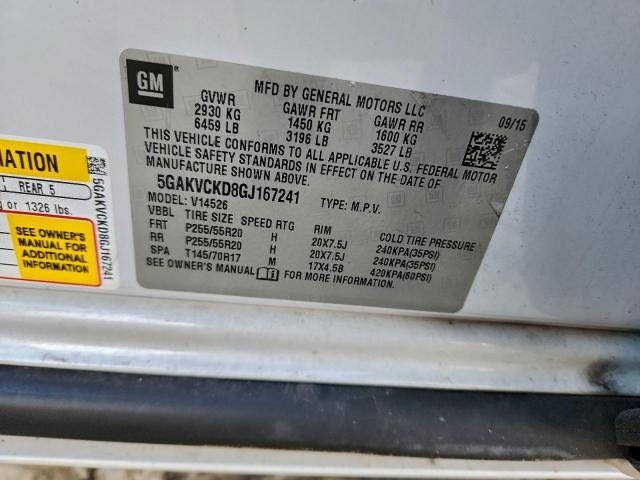 GM
MFD BY GENERAL MOTORS LLC
09/15
GVWR GAWR FRT GAWR RR
2930 KG 1450 KG 1600 KG
6459 LB 3196 LB 3527 LB
THIS VEHICLE CONFORMS TO ALL APPLICABLE U.S. FEDERAL MOTOR
VEHICLE SAFETY STANDARDS IN EFFECT ON THE DATE OF
MANUFACTURE SHOWN ABOVE.
5GAKVCKD8GJ167241 TYPE: M.P.V.
MODEL: V14526
VBBL TIRE SIZE SPEED RTG RIM COLD TIRE PRESSURE
FRT P255/55R20 H 20X7.5J 240KPA(35PSI)
RR P255/55R20 H 20X7.5J 240KPA(35PSI)
SPA T145/70R17 M 17X4.5B 420KPA(60PSI)
SEE OWNER'S MANUAL FOR MORE INFORMATION.
REAR 5
or 1326 lbs.
SEE OWNER'S
MANUAL FOR
ADDITIONAL
INFORMATION
5GAKVCKD8GJ167241